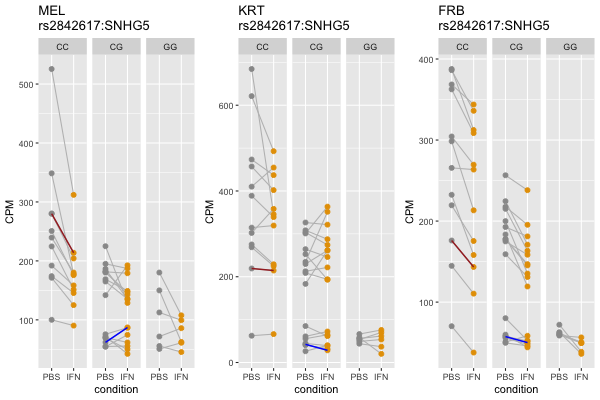 MEL
rs2842617:SNHG5
CC CG GG
500
400
300
200
100
CPM
PBS IFN PBS IFN PBS IFN
condition
KRT
rs2842617:SNHG5
CC CG GG
600
400
200
0
CPM
PBS IFN PBS IFN PBS IFN
condition
FRB
rs2842617:SNHG5
CC CG GG
400
300
200
100
CPM
PBS IFN PBS IFN PBS IFN
condition